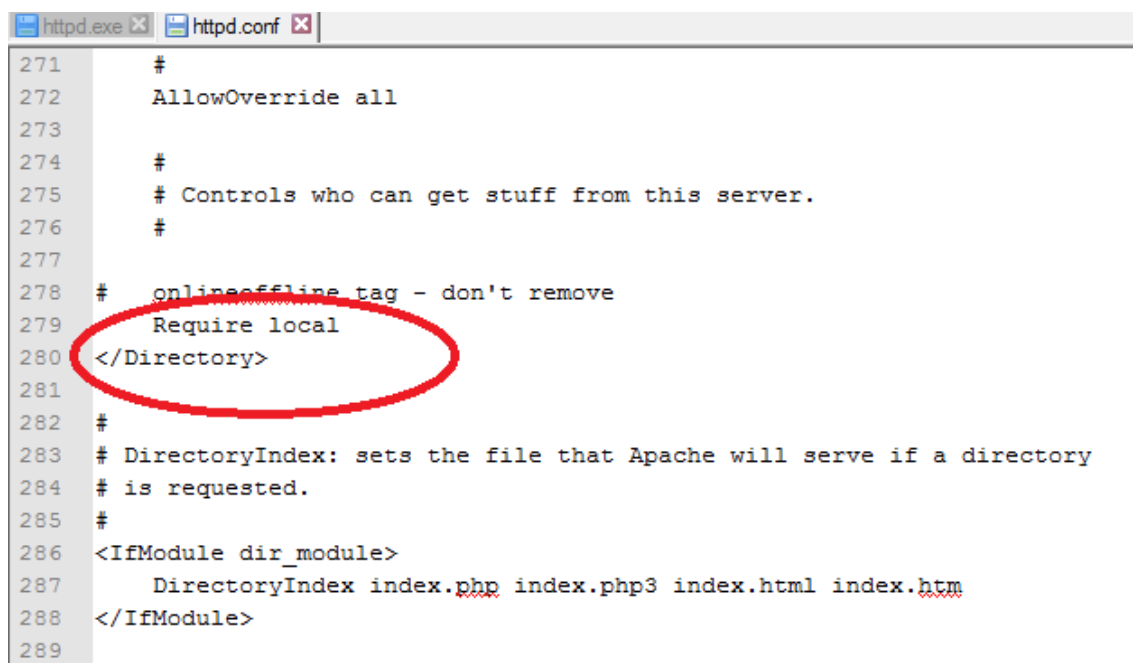 httpd.exe httpd.conf
271 #
272 AllowOverride all
273
274 #
275 # Controls who can get stuff from this server.
276 #
277
278 # onlineoffline tag - don't remove
279 Require local
280 </Directory>
281
282 #
283 # DirectoryIndex: sets the file that Apache will serve if a directory
284 # is requested.
285 #
286 <IfModule dir_module>
287 DirectoryIndex index.php index.php3 index.html index.htm
288 </IfModule>
289